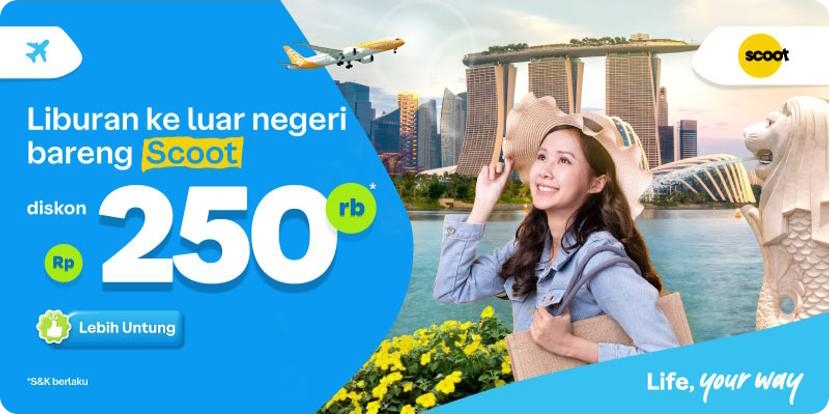 scoot
Liburan ke luar negeri
bareng Scoot
diskon
Rp 250 rb*
Lebih Untung
*S&K berlaku
Life, your way